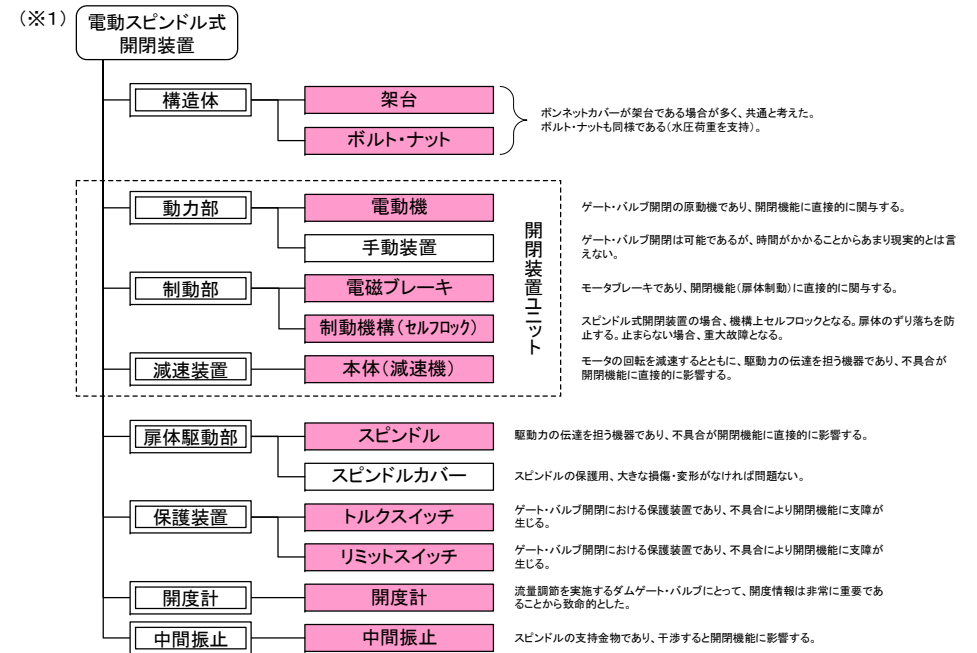 (※1)
電動スピンドル式
開閉装置
構造体
架台
ボルト・ナット
ボンネットカバーが架台である場合が多く、共通と考えた。
ボルト・ナットも同様である(水圧荷重を支持)。
開閉装置ユニット
動力部
電動機
ゲート・バルブ開閉の原動機であり、開閉機能に直接的に関与する。
手動装置
ゲート・バルブ開閉は可能であるが、時間がかかることからあまり現実的とは言
えない。
制動部
電磁ブレーキ
モータブレーキであり、開閉機能(扉体制動)に直接的に関与する。
制動機構(セルフロック)
スピンドル式開閉装置の場合、機構上セルフロックとなる。扉体のずり落ちを防
止する。止まらない場合、重大故障となる。
減速装置
本体(減速機)
モータの回転を減速するとともに、駆動力の伝達を担う機器であり、不具合が
開閉機能に直接的に影響する。
扉体駆動部
スピンドル
駆動力の伝達を担う機器であり、不具合が開閉機能に直接的に影響する。
スピンドルカバー
スピンドルの保護用、大きな損傷・変形がなければ問題ない。
保護装置
トルクスイッチ
ゲート・バルブ開閉における保護装置であり、不具合により開閉機能に支障が
生じる。
リミットスイッチ
ゲート・バルブ開閉における保護装置であり、不具合により開閉機能に支障が
生じる。
開度計
開度計
流量調節を実施するダムゲート・バルブにとって、開度情報は非常に重要であ
ることから致命的とした。
中間振止
中間振止
スピンドルの支持金物であり、干渉すると開閉機能に影響する。